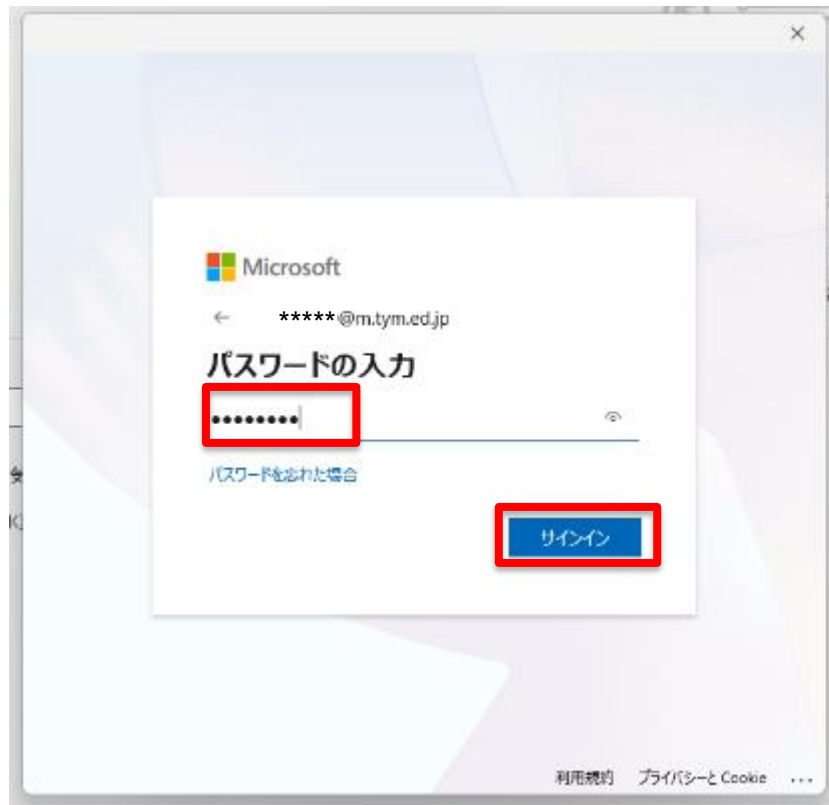 Microsoft
← *****@m.tym.ed.jp
パスワードの入力
••••••••
パスワードを忘れた場合
サインイン
利用規約 プライバシーと Cookie ...